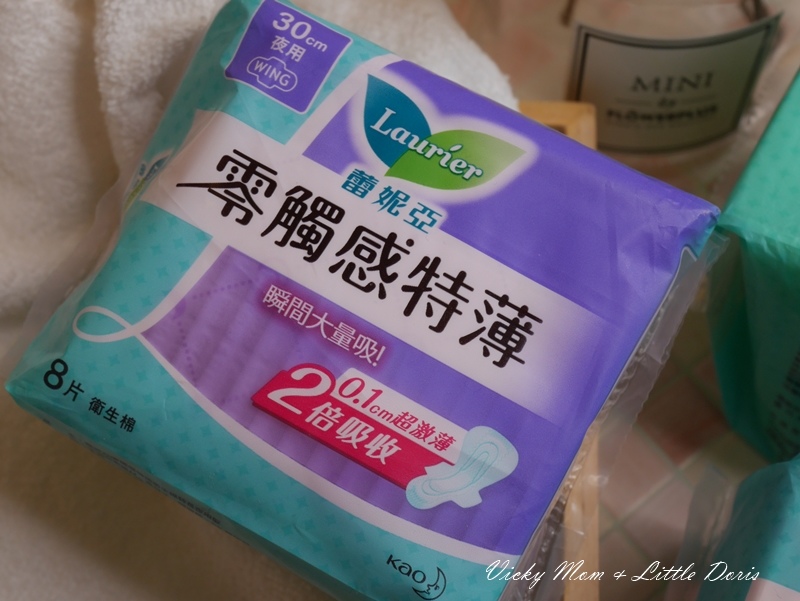 30cm
夜用
WING
Laurier
蕾妮亞
零觸感特薄
瞬間大量吸!
0.1cm超激薄
2倍吸收
8片 衛生棉
Kao
MINI
by
Vicky Mom & Little Doris